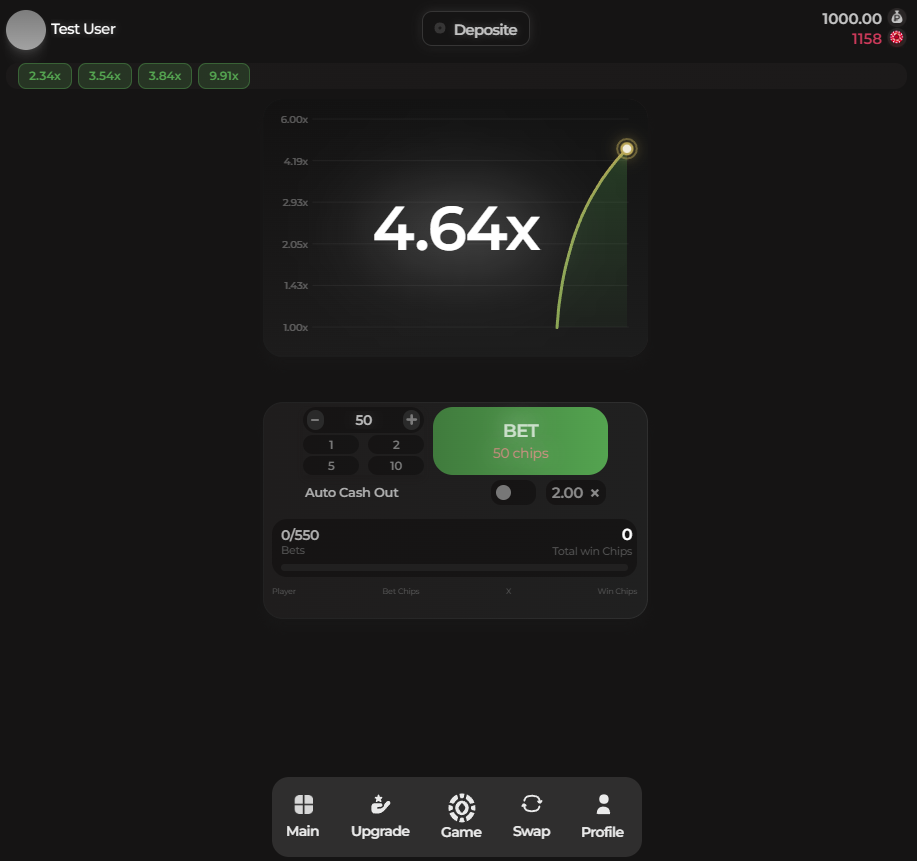 Test User
Deposite
1000.00
1158
2.34x 3.54x 3.84x 9.91x
6.00x
4.19x
2.93x
2.05x
1.43x
1.00x
4.64x
− 50 +
1 2
5 10
BET
50 chips
Auto Cash Out 2.00 ×
0/550 0
Bets Total win Chips
Player Bet Chips X Win Chips
Main Upgrade Game Swap Profile